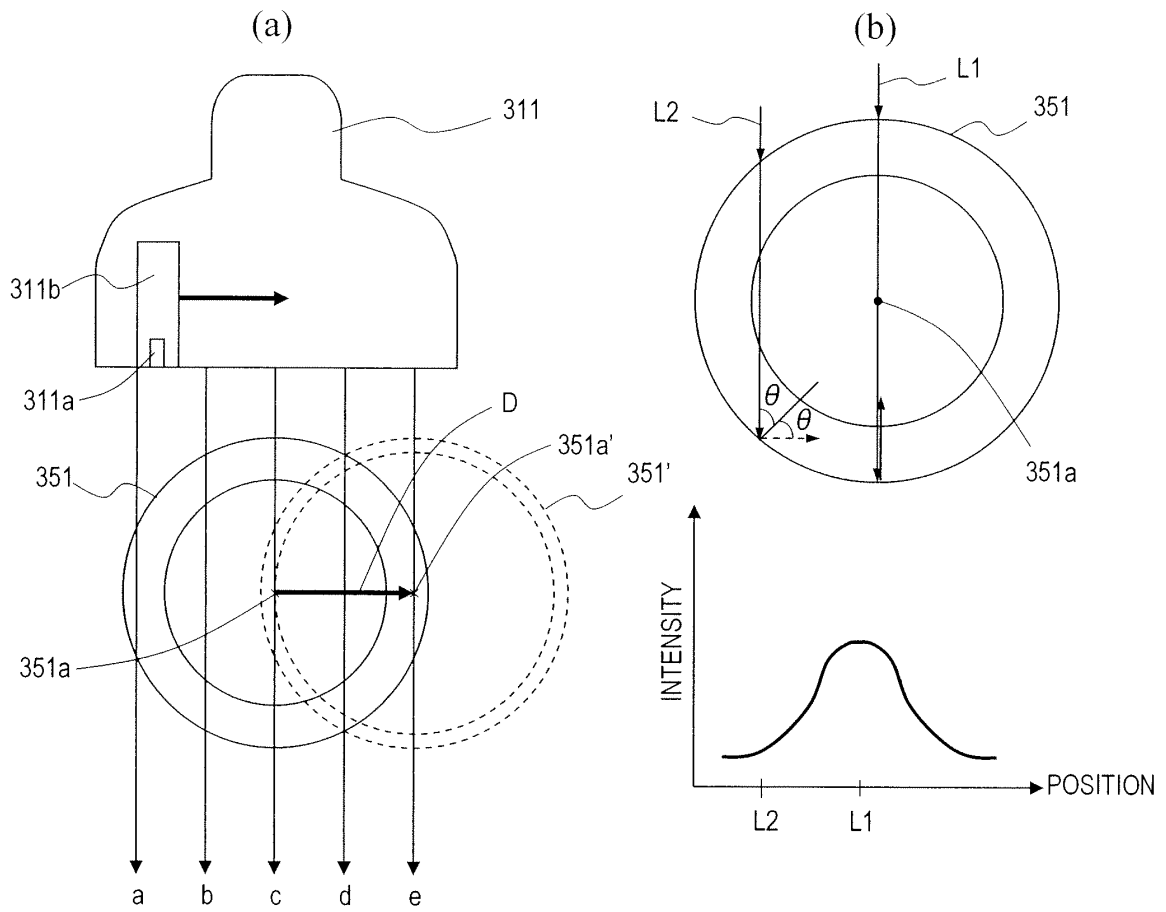 (a)
311
311b
311a
D
351
351a'
351'
351a
a b c d e
(b)
L1
L2
351
θ
θ
351a
INTENSITY
POSITION
L2 L1